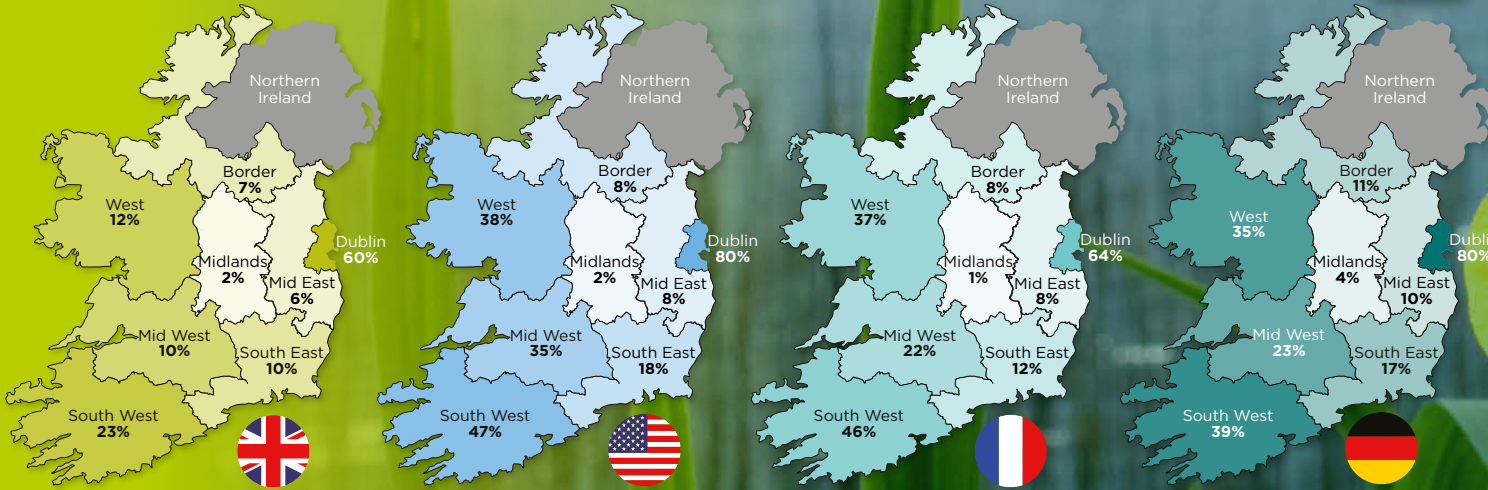 Northern
Ireland
Border
7%
West
12%
Dublin
60%
Midlands
2%
Mid East
6%
Mid West
10%
South East
10%
South West
23%
Northern
Ireland
Border
8%
West
38%
Dublin
80%
Midlands
2%
Mid East
8%
Mid West
35%
South East
18%
South West
47%
Northern
Ireland
Border
8%
West
37%
Dublin
64%
Midlands
1%
Mid East
8%
Mid West
22%
South East
12%
South West
46%
Northern
Ireland
Border
11%
West
35%
Dublin
80%
Midlands
4%
Mid East
10%
Mid West
23%
South East
17%
South West
39%